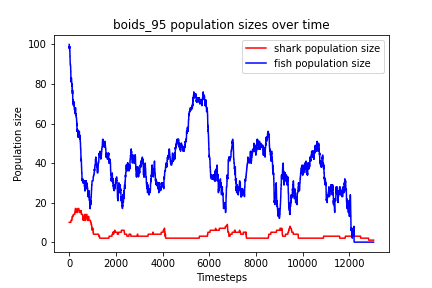 boids_95 population sizes over time
shark population size
fish population size
Population size
100
80
60
40
20
0
0 2000 4000 6000 8000 10000 12000
Timesteps